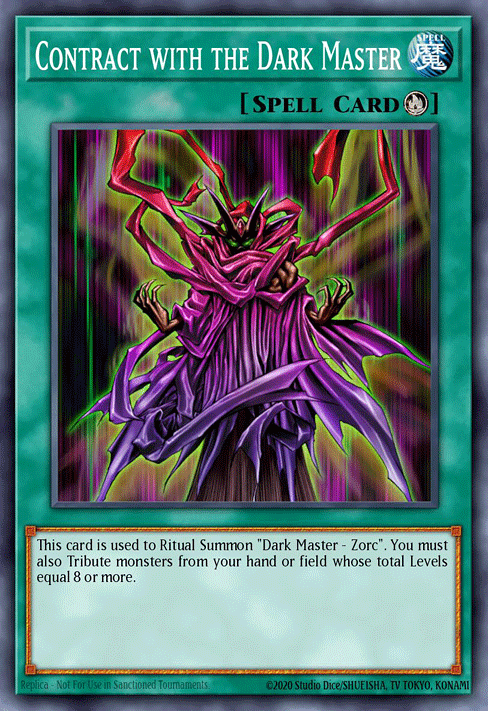 CONTRACT WITH THE DARK MASTER
SPELL
魔
[SPELL CARD]
This card is used to Ritual Summon "Dark Master - Zorc". You must
also Tribute monsters from your hand or field whose total Levels
equal 8 or more.
Replica - Not For Use in Sanctioned Tournaments
©2020 Studio Dice/SHUEISHA, TV TOKYO, KONAMI